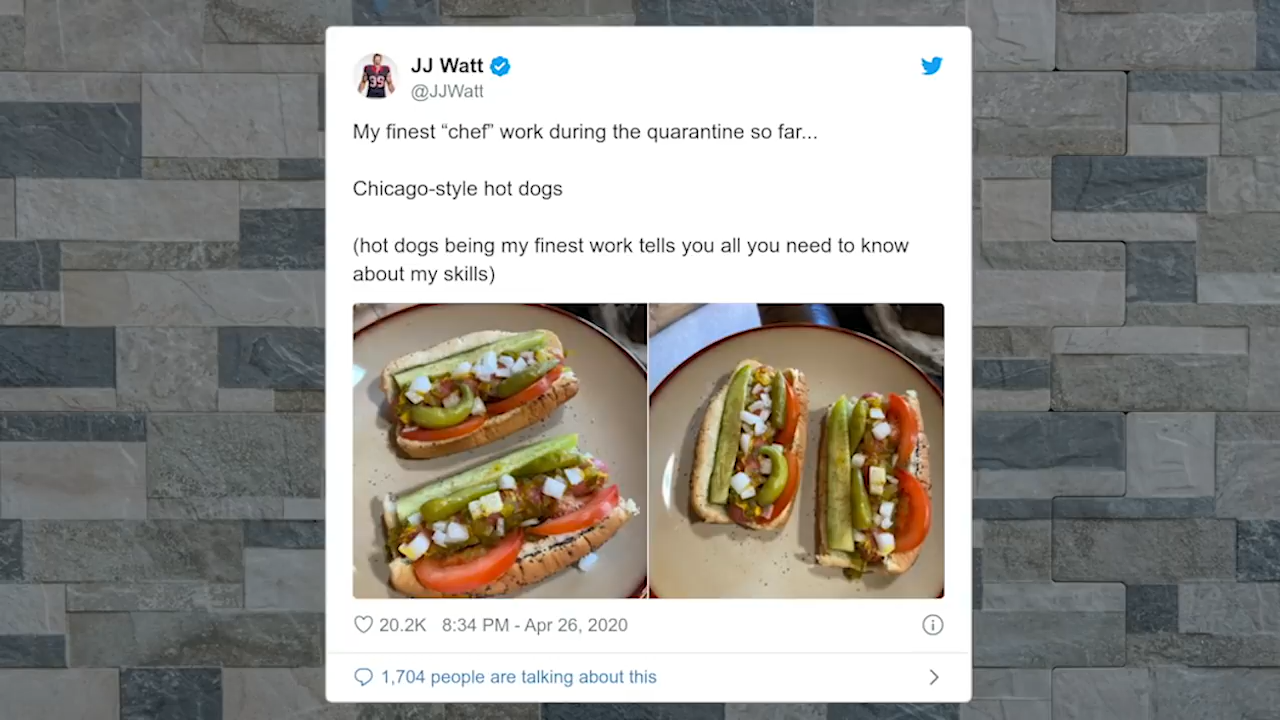 JJ Watt
@JJWatt
My finest “chef” work during the quarantine so far...
Chicago-style hot dogs
(hot dogs being my finest work tells you all you need to know
about my skills)
20.2K 8:34 PM - Apr 26, 2020
1,704 people are talking about this